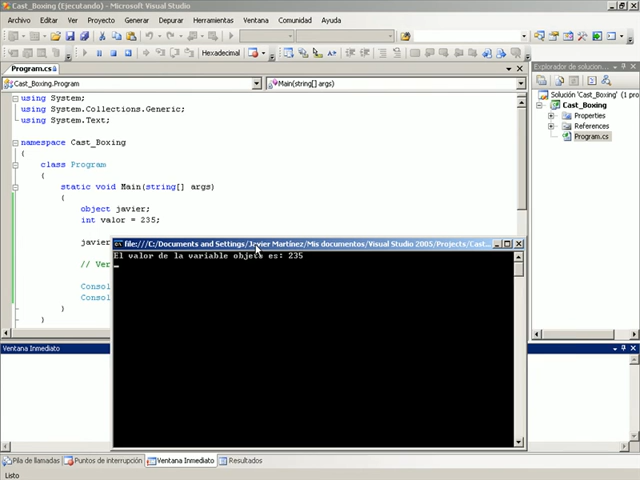 Cast_Boxing (Ejecutando) - Microsoft Visual Studio
Archivo Editar Ver Proyecto Generar Depurar Herramientas Ventana Comunidad Ayuda
Hexadecimal
Program.cs
Explorador de solucion...
Cast_Boxing.Program
Main(string[] args)
using System;
using System.Collections.Generic;
using System.Text;
namespace Cast_Boxing
{
class Program
{
static void Main(string[] args)
{
object javier;
int valor = 235;
javier
// Ver
Conso
Conso
}
}
Solución 'Cast_Boxing' (1 proye
Cast_Boxing
Properties
References
Program.cs
file:///C:/Documents and Settings/Javier Martínez/Mis documentos/Visual Studio 2005/Projects/Cast...
El valor de la variable objeto es: 235
Ventana Inmediato
Pila de llamadas Puntos de interrupción Ventana Inmediato Resultados
Listo